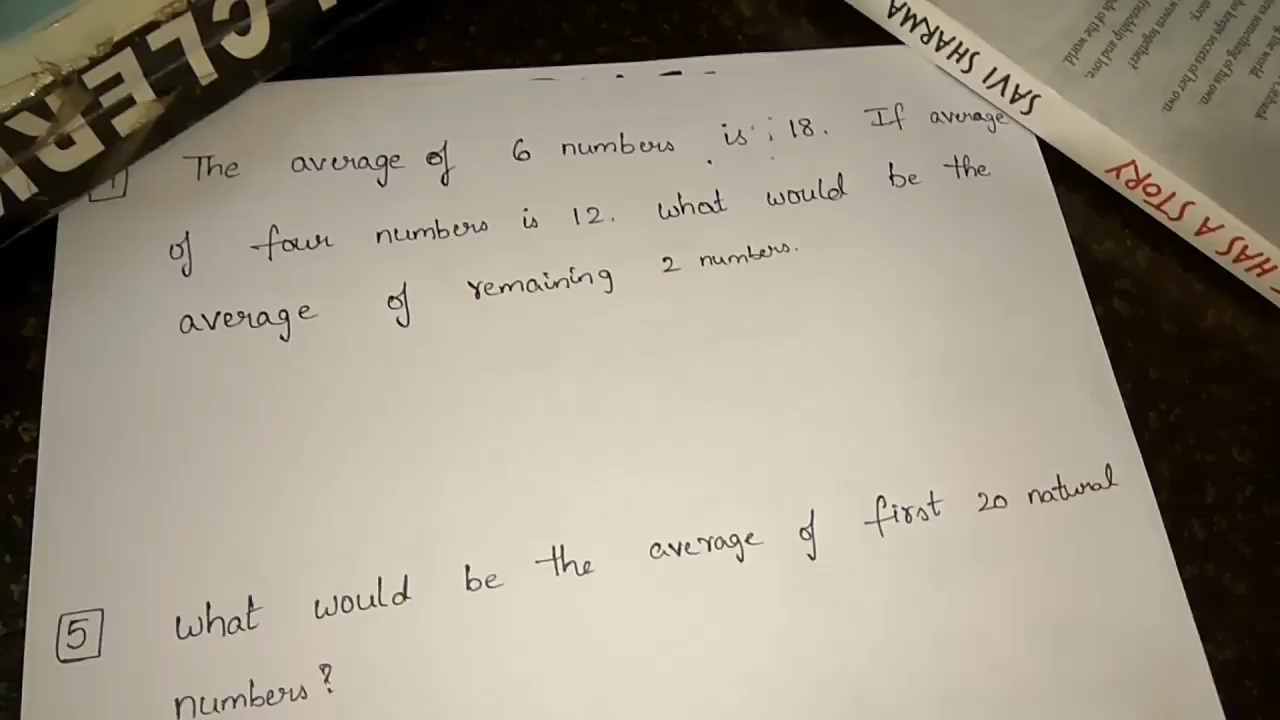 CLERV
SAVI SHARMA
HAS A STORY
The average of 6 numbers is : 18. If average
of four numbers is 12. what would be the
average of remaining 2 numbers.
5 what would be the average of first 20 natural
numbers?